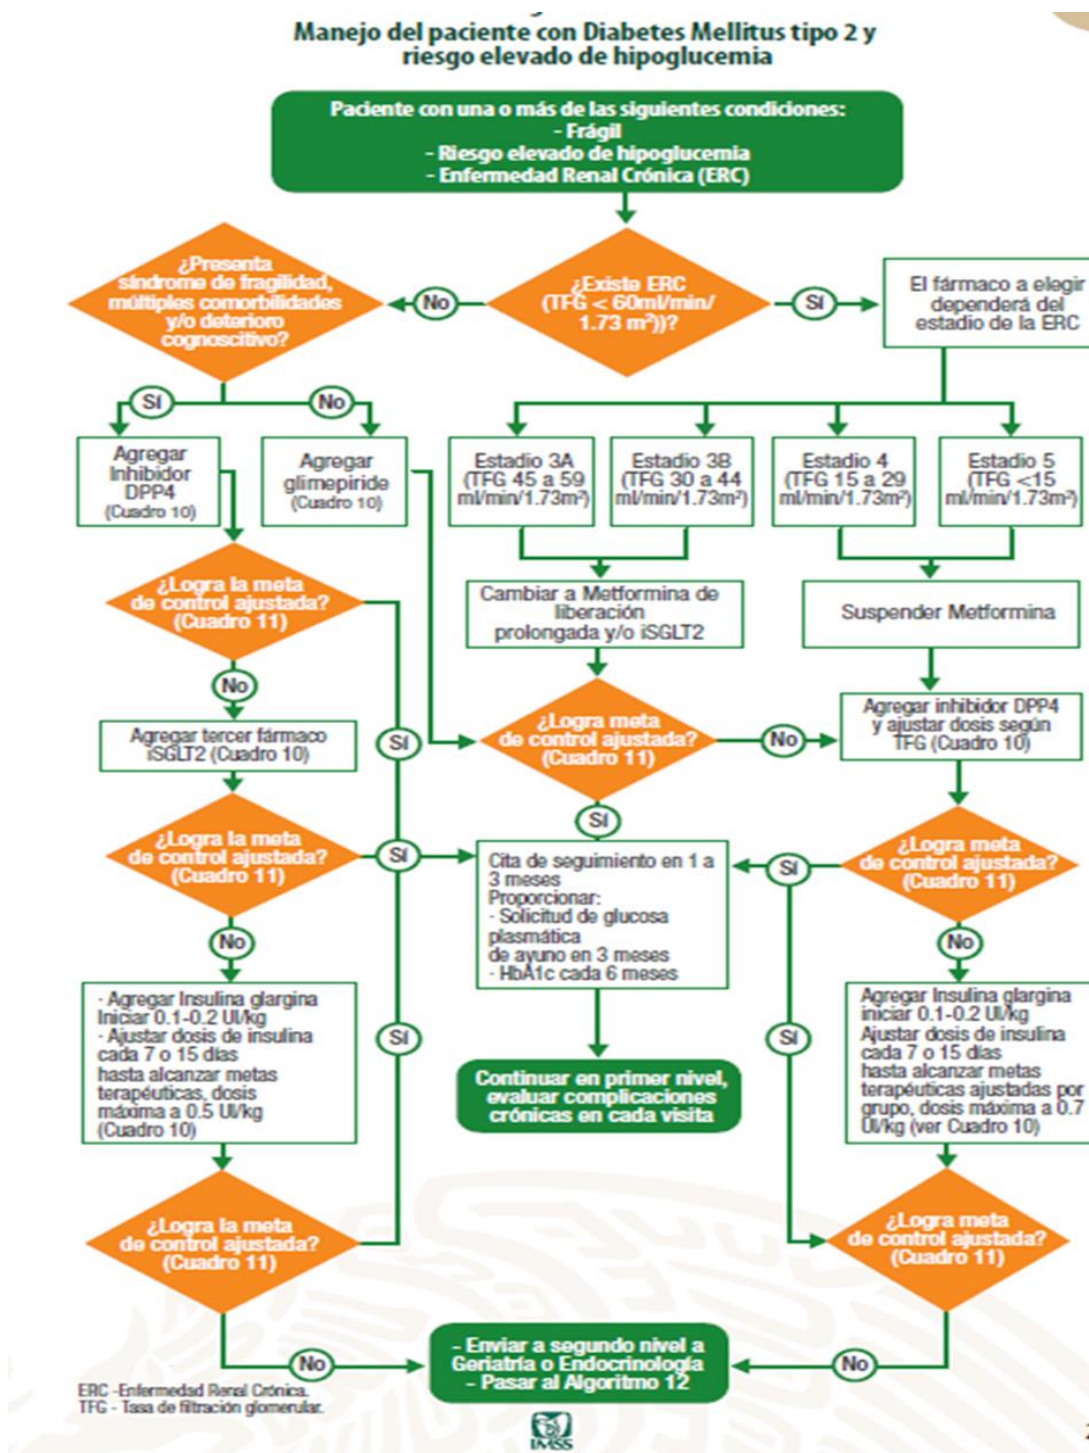 Manejo del paciente con Diabetes Mellitus tipo 2 y
riesgo elevado de hipoglucemia
Paciente con una o más de las siguientes condiciones:
- Frágil
- Riesgo elevado de hipoglucemia
- Enfermedad Renal Crónica (ERC)
¿Presenta
síndrome de fragilidad,
múltiples comorbilidades
y/o deterioro
cognoscitivo?
No
¿Existe ERC
(TFG < 60ml/min/
1.73 m²))?
Sí
El fármaco a elegir
dependerá del
estadio de la ERC
Sí
No
Agregar
Inhibidor
DPP4
(Cuadro 10)
Agregar
glimepiride
(Cuadro 10)
Estadio 3A
(TFG 45 a 59
ml/min/1.73m²)
Estadio 3B
(TFG 30 a 44
ml/min/1.73m²)
Estadio 4
(TFG 15 a 29
ml/min/1.73m²)
Estadio 5
(TFG <15
ml/min/1.73m²)
¿Logra la meta
de control ajustada?
(Cuadro 11)
Cambiar a Metformina de
liberación
prolongada y/o iSGLT2
Suspender Metformina
No
Agregar tercer fármaco
iSGLT2 (Cuadro 10)
Sí
¿Logra meta
de control ajustada?
(Cuadro 11)
No
Agregar inhibidor DPP4
y ajustar dosis según
TFG (Cuadro 10)
Sí
¿Logra la meta
de control ajustada?
(Cuadro 11)
Sí
Cita de seguimiento en 1 a
3 meses
Proporcionar:
- Solicitud de glucosa
plasmática
de ayuno en 3 meses
- HbA1c cada 6 meses
Sí
¿Logra meta
de control ajustada?
(Cuadro 11)
No
No
- Agregar Insulina glargina
Iniciar 0.1-0.2 UI/kg
- Ajustar dosis de insulina
cada 7 o 15 días
hasta alcanzar metas
terapéuticas, dosis
máxima a 0.5 UI/kg
(Cuadro 10)
Sí
Continuar en primer nivel,
evaluar complicaciones
crónicas en cada visita
Sí
Agregar Insulina glargina
iniciar 0.1-0.2 UI/kg
Ajustar dosis de insulina
cada 7 o 15 días
hasta alcanzar metas
terapéuticas ajustadas por
grupo, dosis máxima a 0.7
UI/kg (ver Cuadro 10)
¿Logra la meta
de control ajustada?
(Cuadro 11)
¿Logra meta
de control ajustada?
(Cuadro 11)
No
- Enviar a segundo nivel a
Geriatría o Endocrinología
- Pasar al Algoritmo 12
No
ERC -Enfermedad Renal Crónica.
TFG - Tasa de filtración glomerular.
IMSS